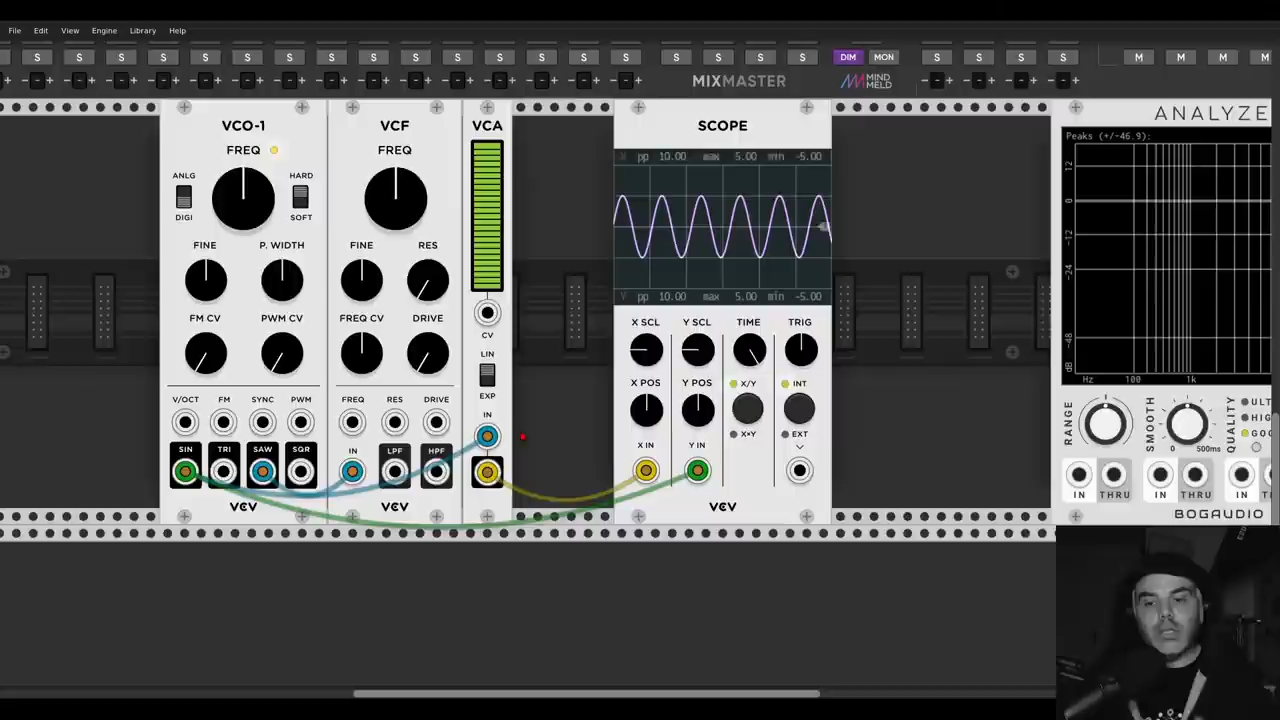 File Edit View Engine Library Help
S S S S S S S S S S S S S S S S S S S DIM MON S S S S M M M M
MIXMASTER MIND MELD
VCO-1
FREQ
ANLG
DIGI
HARD
SOFT
FINE P. WIDTH
FM CV PWM CV
V/OCT FM SYNC PWM
SIN TRI SAW SQR
VCV
VCF
FREQ
FINE RES
FREQ CV DRIVE
FREQ RES DRIVE
IN LPF HPF
VCV
VCA
CV
LIN
EXP
IN
SCOPE
X pp 10.00 max 5.00 min -5.00
Y pp 10.00 max 5.00 min -5.00
X SCL Y SCL TIME TRIG
X POS Y POS X/Y INT
X×Y EXT
X IN Y IN
VCV
ANALYZE
Peaks (+/-46.9):
12
0
-12
-24
-48
dB
Hz 100 1k
RANGE
SMOOTH
0 500ms
QUALITY
ULT
HIG
GOO
IN THRU IN THRU IN T
BOGAUDIO